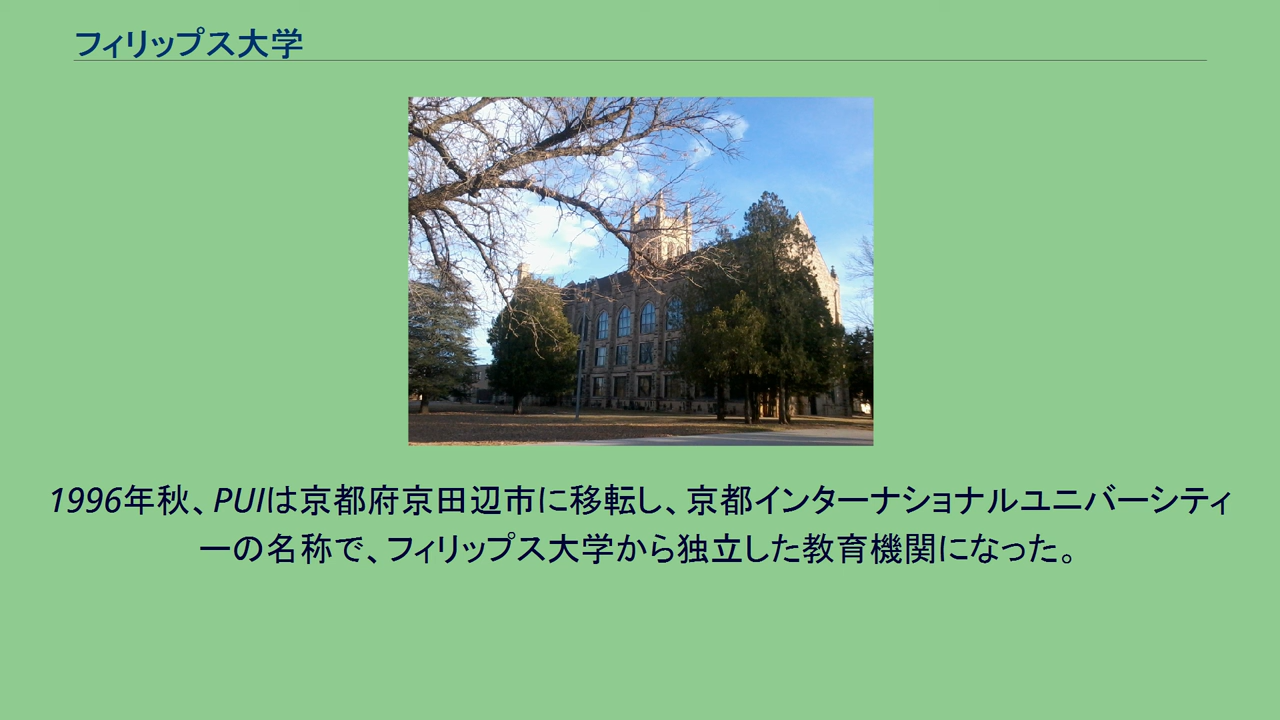 フィリップス大学
1996年秋、PUIは京都府京田辺市に移転し、京都インターナショナルユニバーシティ
ーの名称で、フィリップス大学から独立した教育機関になった。